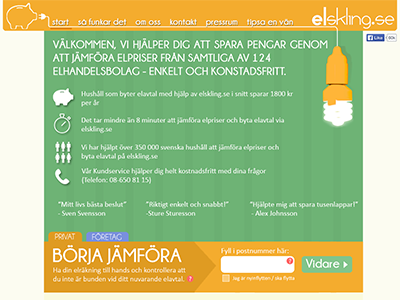 start så funkar det om oss kontakt pressrum tipsa en vän
elskling.se
Like
VÄLKOMMEN, VI HJÄLPER DIG ATT SPARA PENGAR GENOM
ATT JÄMFÖRA ELPRISER FRÅN SAMTLIGA AV 124
ELHANDELSBOLAG - ENKELT OCH KONSTADSFRITT.
Hushåll som byter elavtal med hjälp av elskling.se i snitt sparar 1800 kr
per år
Det tar mindre än 8 minuter att jämföra elpriser och byta elavtal via
elskling.se
Vi har hjälpt över 350 000 svenska hushåll att jämföra elpriser och
byta elavtal på elskling.se
Vår Kundservice hjälper dig helt kostnadsfritt med dina frågor
(Telefon: 08-650 81 15)
"Mitt livs bästa beslut"
- Sven Svensson
"Riktigt enkelt och snabbt!"
-Sture Sturesson
"Hjälpte mig att spara tusenlappar!"
- Alex Johnsson
PRIVAT FÖRETAG
BÖRJA JÄMFÖRA
Ha din elräkning till hands och kontrollera att
du inte är bunden vid ditt nuvarande elavtal. ?
Fyll i postnummer här:
?
Jag är nyinflyttad / ska flytta
Vidare